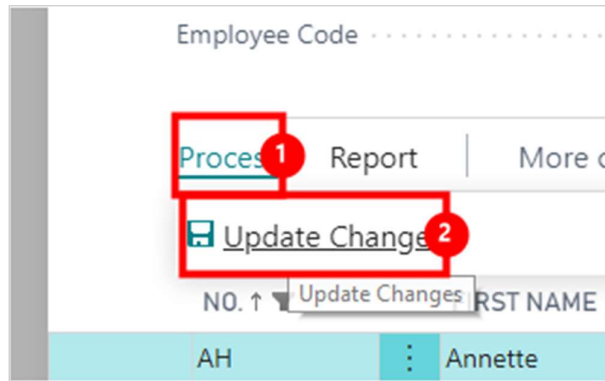 Employee Code
Proces 1 Report More
Update Change 2
NO. ↑ Update Changes RST NAME
AH Annette